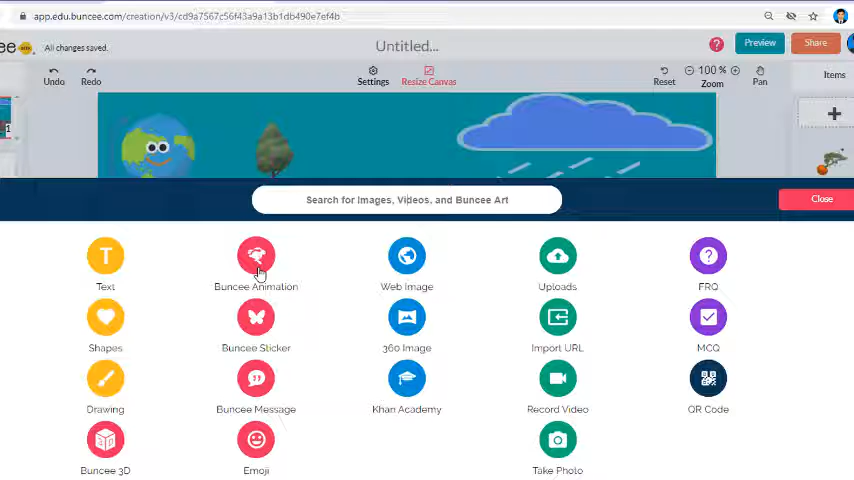 app.edu.buncee.com/creation/v3/cd9a7567c56f43a9a13b1db490e7ef4b
ee All changes saved. Untitled... ? Preview Share
Undo Redo Settings Resize Canvas Reset 100 % Zoom Pan Items
1
Search for Images, Videos, and Buncee Art Close
Text Buncee Animation Web Image Uploads FRQ
Shapes Buncee Sticker 360 Image Import URL MCQ
Drawing Buncee Message Khan Academy Record Video QR Code
Buncee 3D Emoji Take Photo